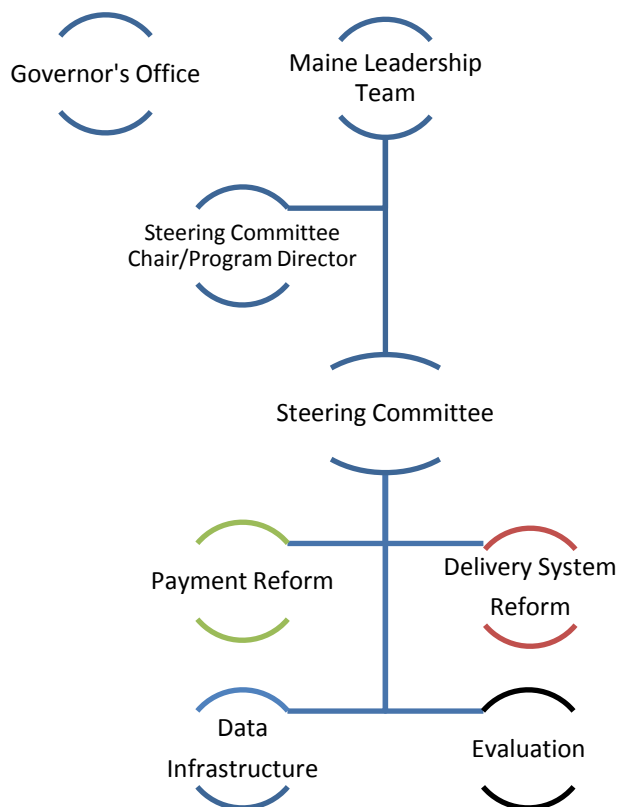 Governor's Office
Maine Leadership
Team
Steering Committee
Chair/Program Director
Steering Committee
Payment Reform
Delivery System
Reform
Data
Infrastructure
Evaluation